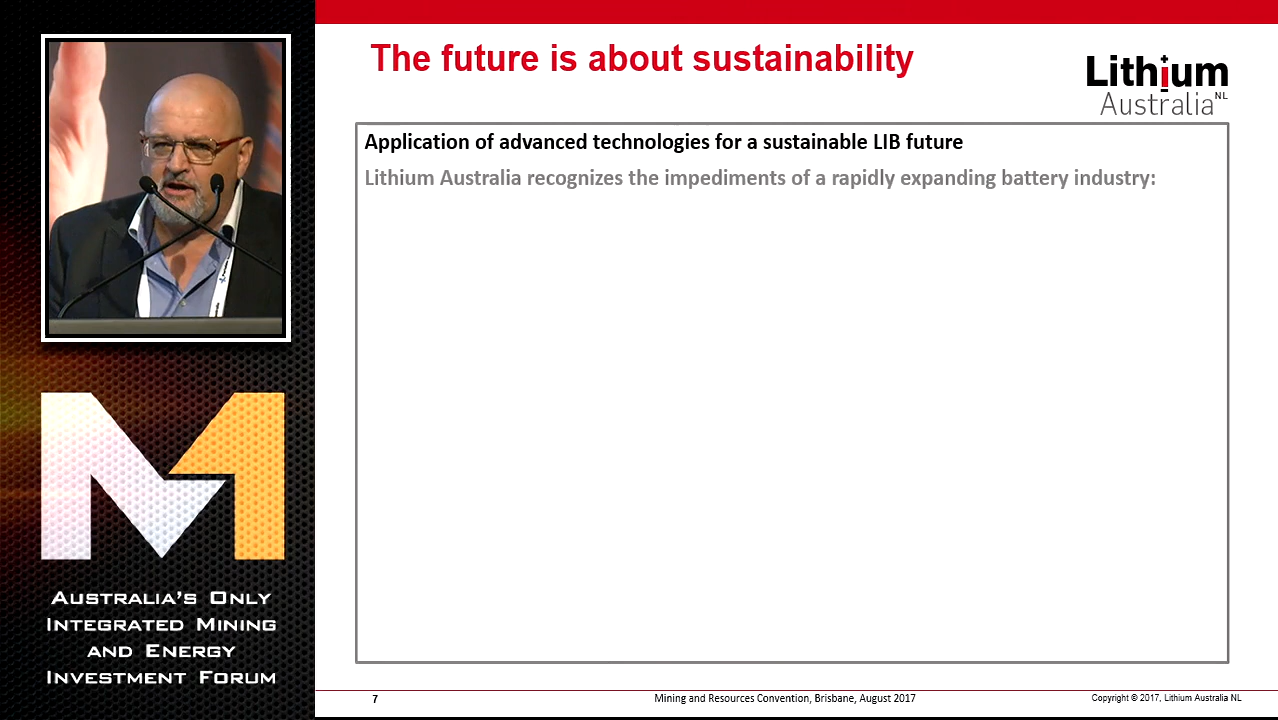 The future is about sustainability
Lithium
Australia NL
Application of advanced technologies for a sustainable LIB future
Lithium Australia recognizes the impediments of a rapidly expanding battery industry:
AUSTRALIA'S ONLY
INTEGRATED MINING
AND ENERGY
INVESTMENT FORUM
7
Mining and Resources Convention, Brisbane, August 2017
Copyright © 2017, Lithium Australia NL